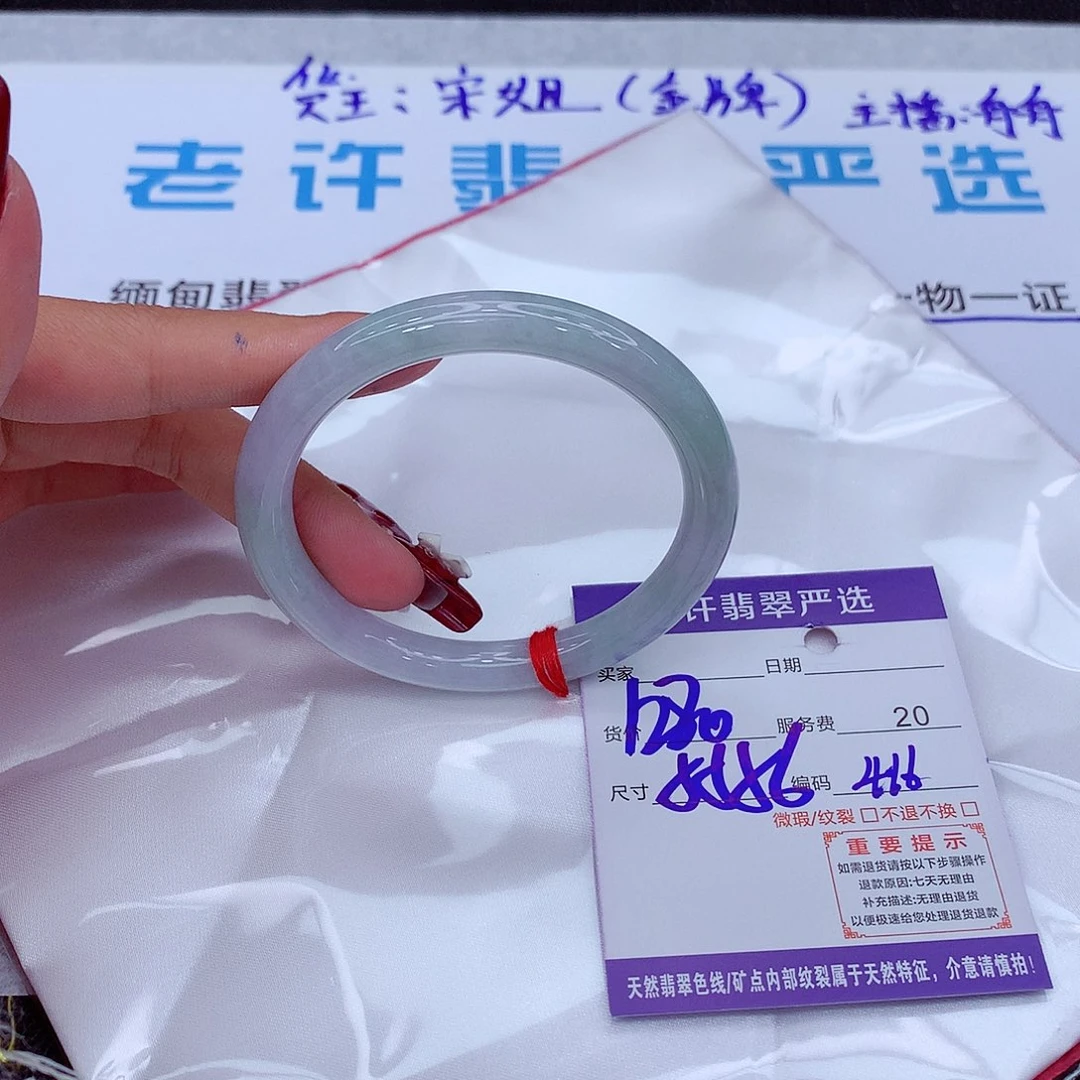 货主：宋义旦（金牌） 主播：舟舟
老许翡 严选
缅甸翡 一物一证
许翡翠严选
买家 日期
货价 服务费 20
尺寸 编码 416
微瑕/纹裂 □不退不换 □
重要提示
如需退货请按以下步骤操作
退款原因:七天无理由
补充描述:无理由退货
以便极速给您处理退货退款
天然翡翠色线/矿点内部纹裂属于天然特征，介意请慎拍！